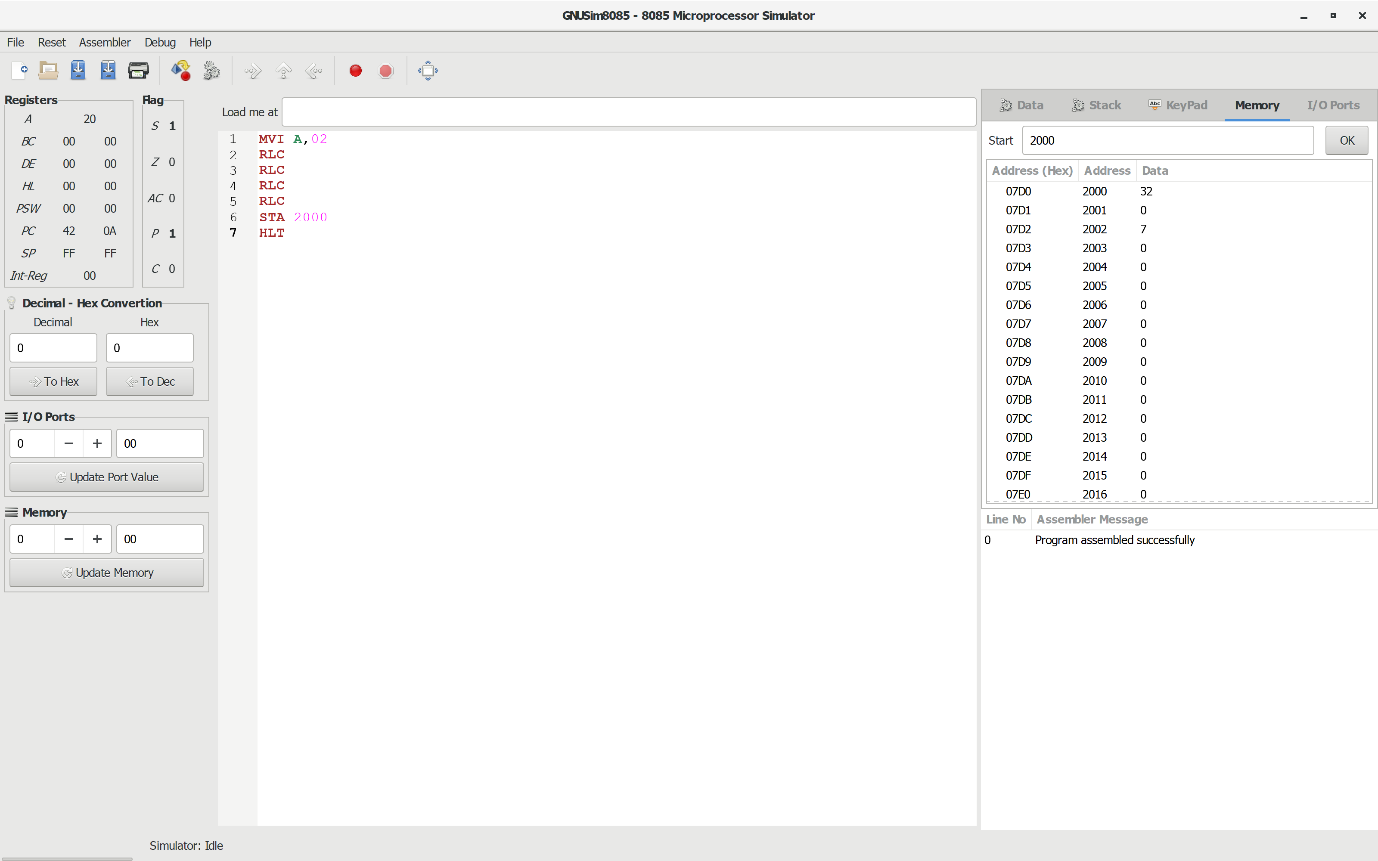 GNUSim8085 - 8085 Microprocessor Simulator
File Reset Assembler Debug Help
Registers
A 20
BC 00 00
DE 00 00
HL 00 00
PSW 00 00
PC 42 0A
SP FF FF
Int-Reg 00
Flag
S 1
Z 0
AC 0
P 1
C 0
Decimal - Hex Convertion
Decimal Hex
0 0
To Hex To Dec
I/O Ports
0 − + 00
Update Port Value
Memory
0 − + 00
Update Memory
Load me at
1 MVI A,02
2 RLC
3 RLC
4 RLC
5 RLC
6 STA 2000
7 HLT
Data Stack Abc KeyPad Memory I/O Ports
Start 2000 OK
Address (Hex) Address Data
07D0 2000 32
07D1 2001 0
07D2 2002 7
07D3 2003 0
07D4 2004 0
07D5 2005 0
07D6 2006 0
07D7 2007 0
07D8 2008 0
07D9 2009 0
07DA 2010 0
07DB 2011 0
07DC 2012 0
07DD 2013 0
07DE 2014 0
07DF 2015 0
07E0 2016 0
Line No Assembler Message
0 Program assembled successfully
Simulator: Idle